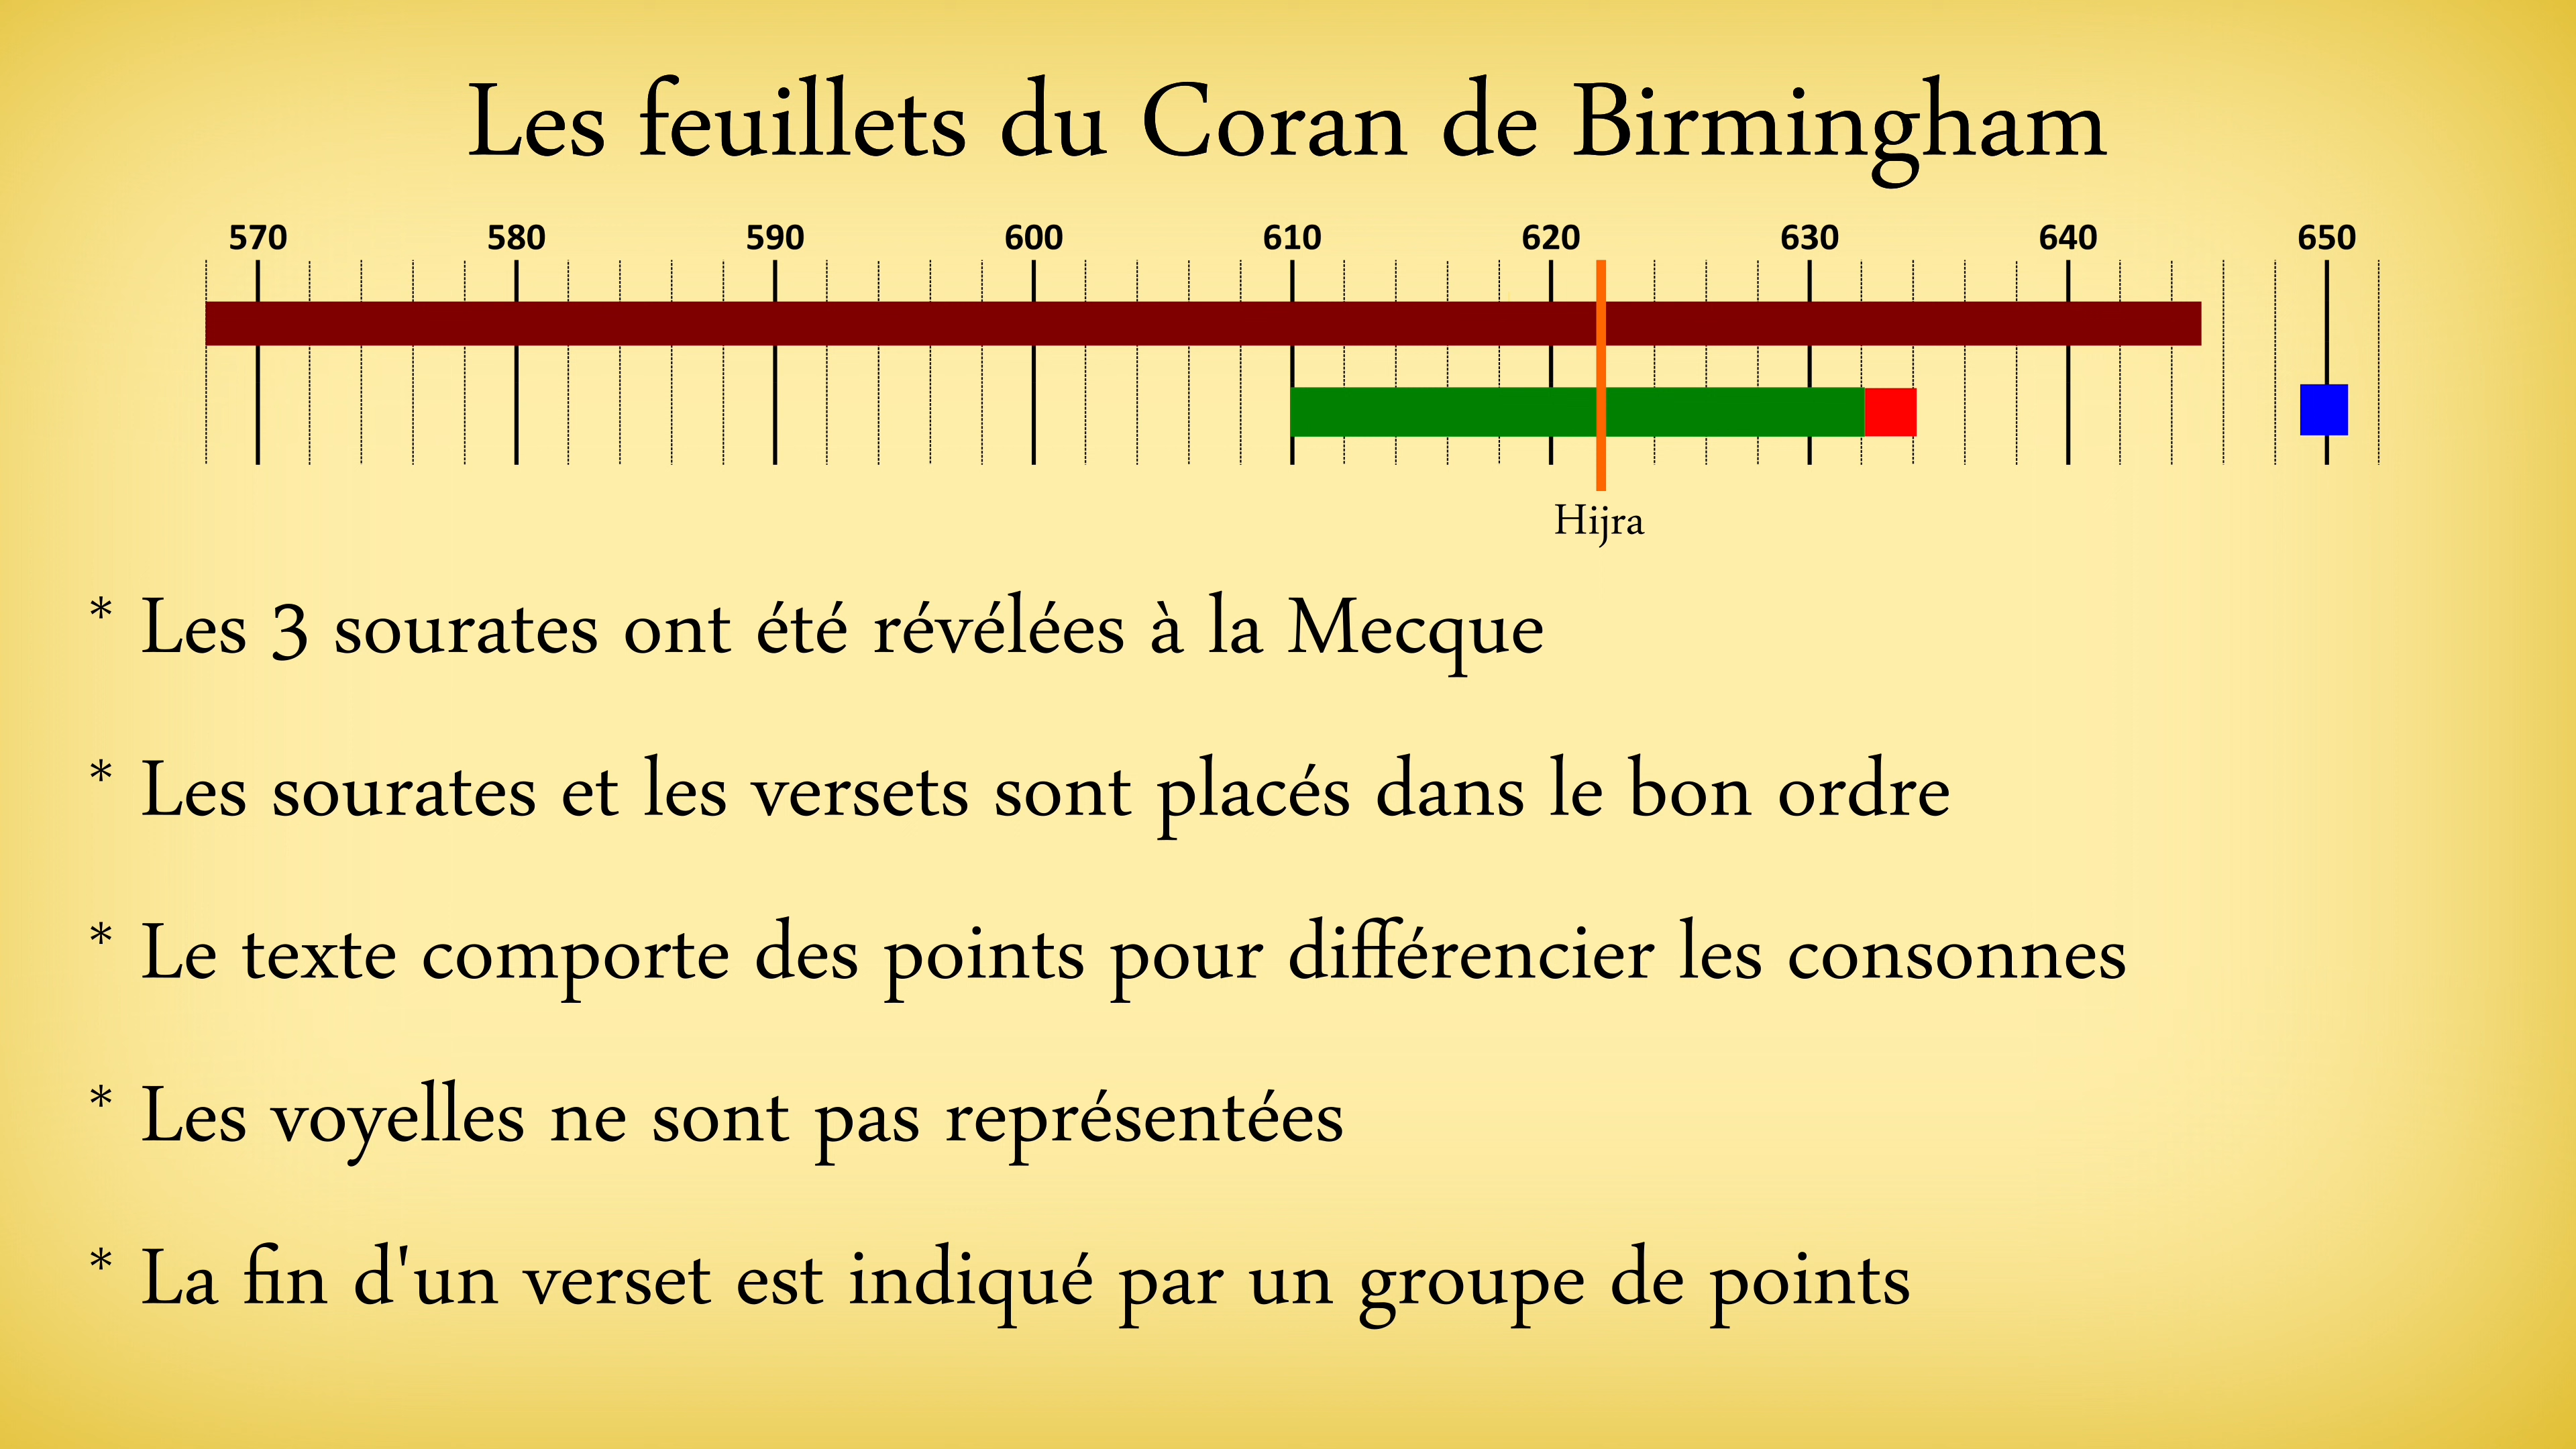 Les feuillets du Coran de Birmingham
570 580 590 600 610 620 630 640 650
Hijra
* Les 3 sourates ont été révélées à la Mecque
* Les sourates et les versets sont placés dans le bon ordre
* Le texte comporte des points pour différencier les consonnes
* Les voyelles ne sont pas représentées
* La fin d'un verset est indiqué par un groupe de points